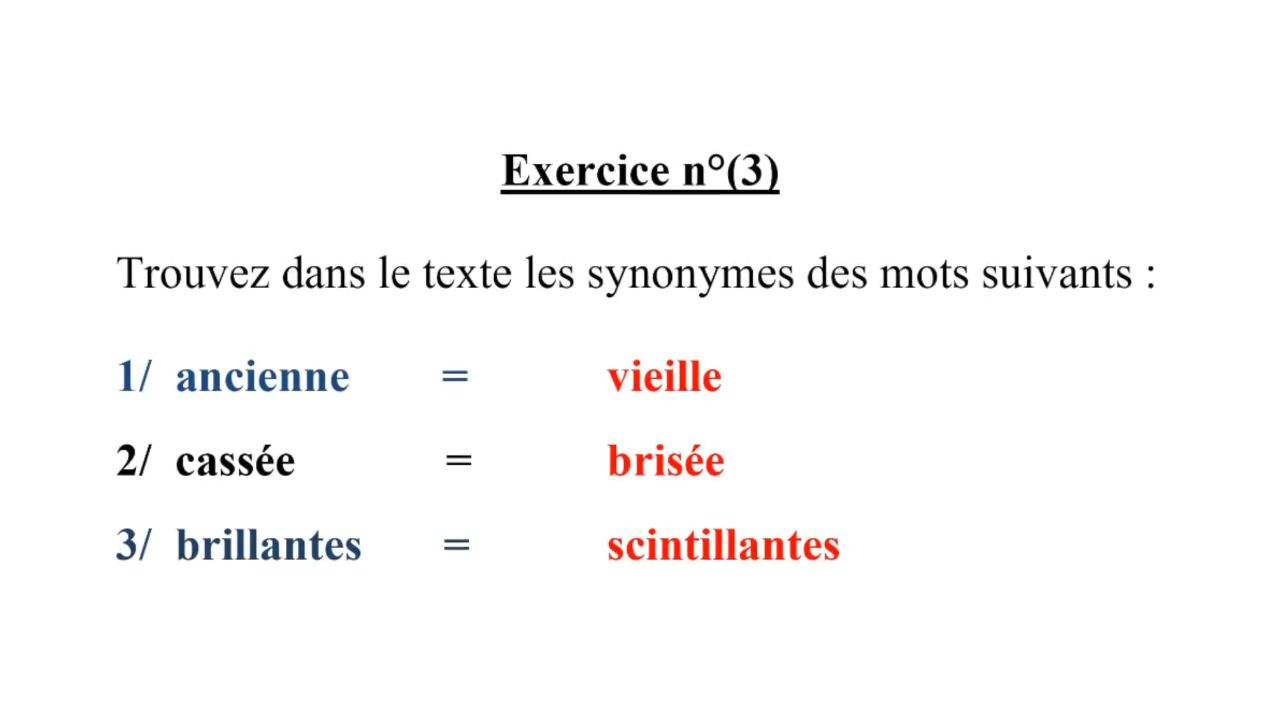 Exercice n°(3)
Trouvez dans le texte les synonymes des mots suivants :
1/ ancienne = vieille
2/ cassée = brisée
3/ brillantes = scintillantes